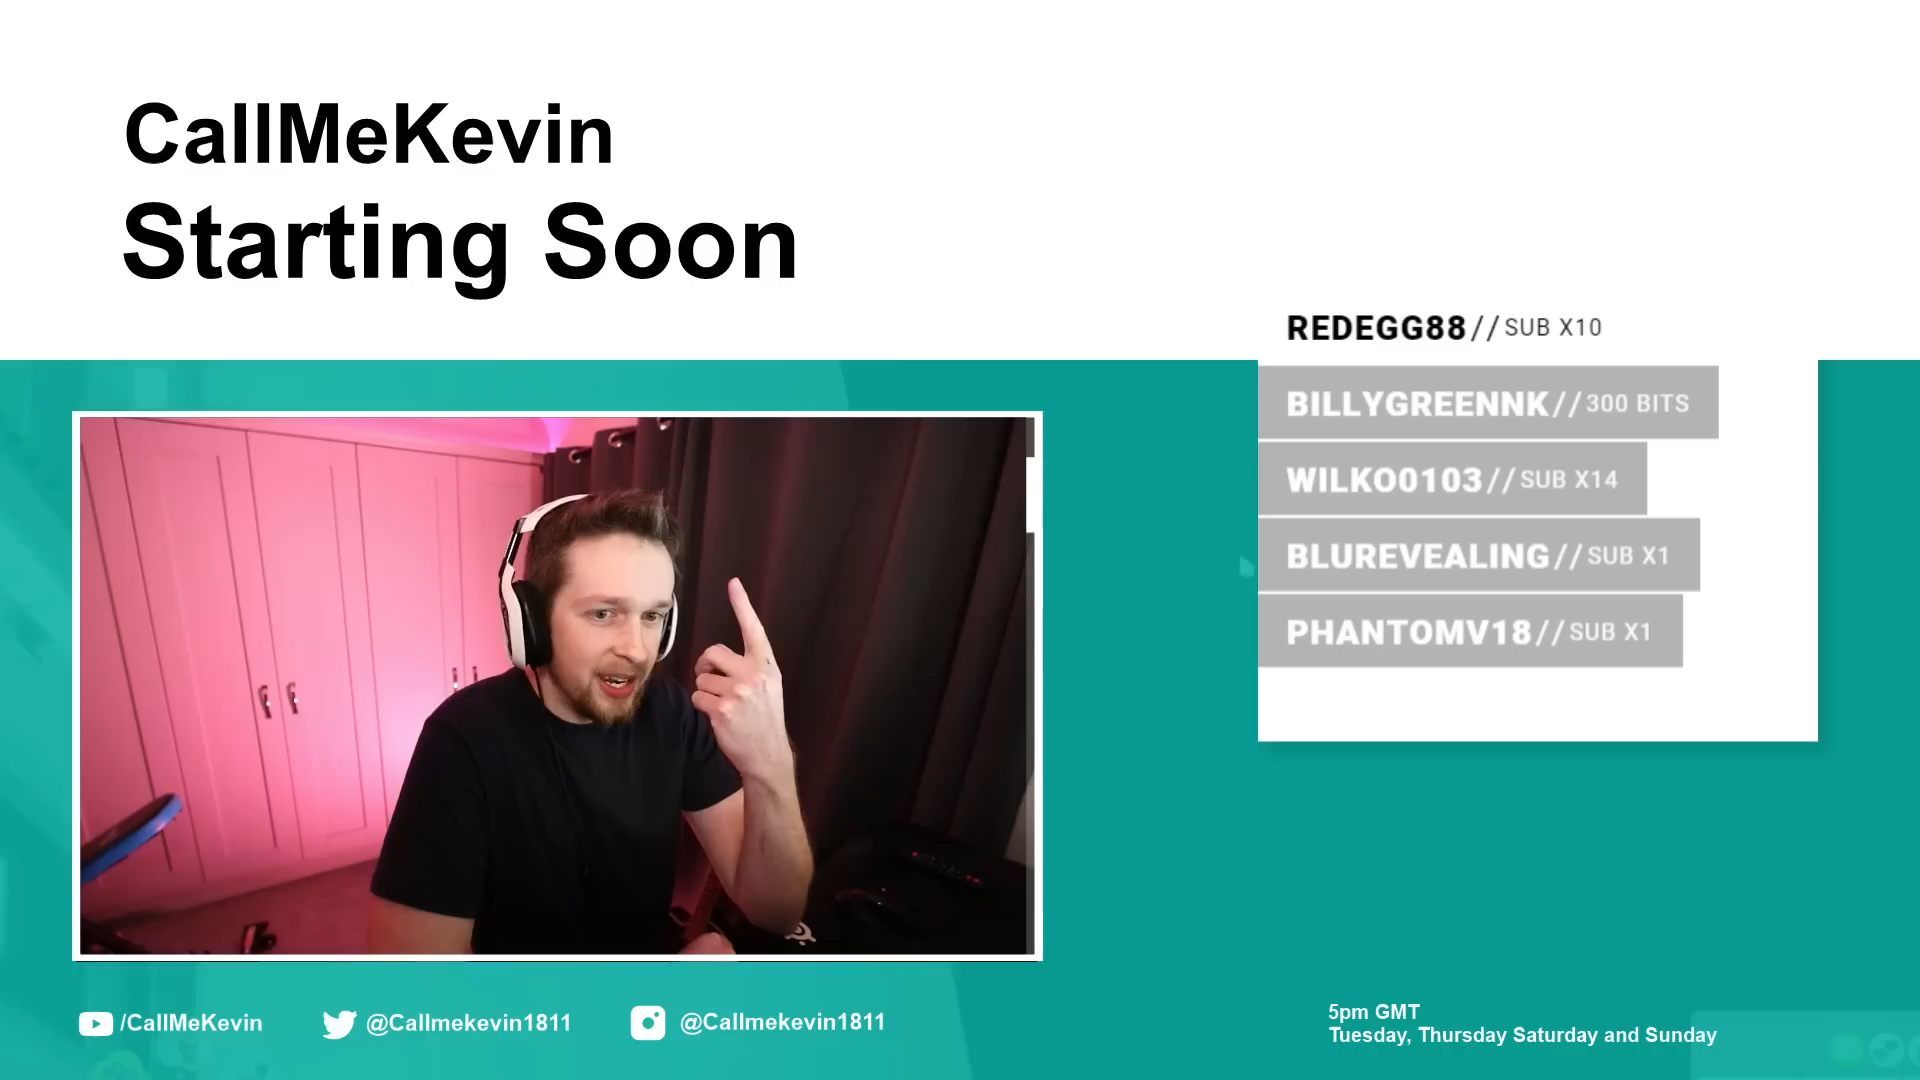 CallMeKevin
Starting Soon
REDEGG88//SUB X10
BILLYGREENNK//300 BITS
WILKO0103//SUB X14
BLUREVEALING//SUB X1
PHANTOMV18//SUB X1
/CallMeKevin
@Callmekevin1811
@Callmekevin1811
5pm GMT
Tuesday, Thursday Saturday and Sunday